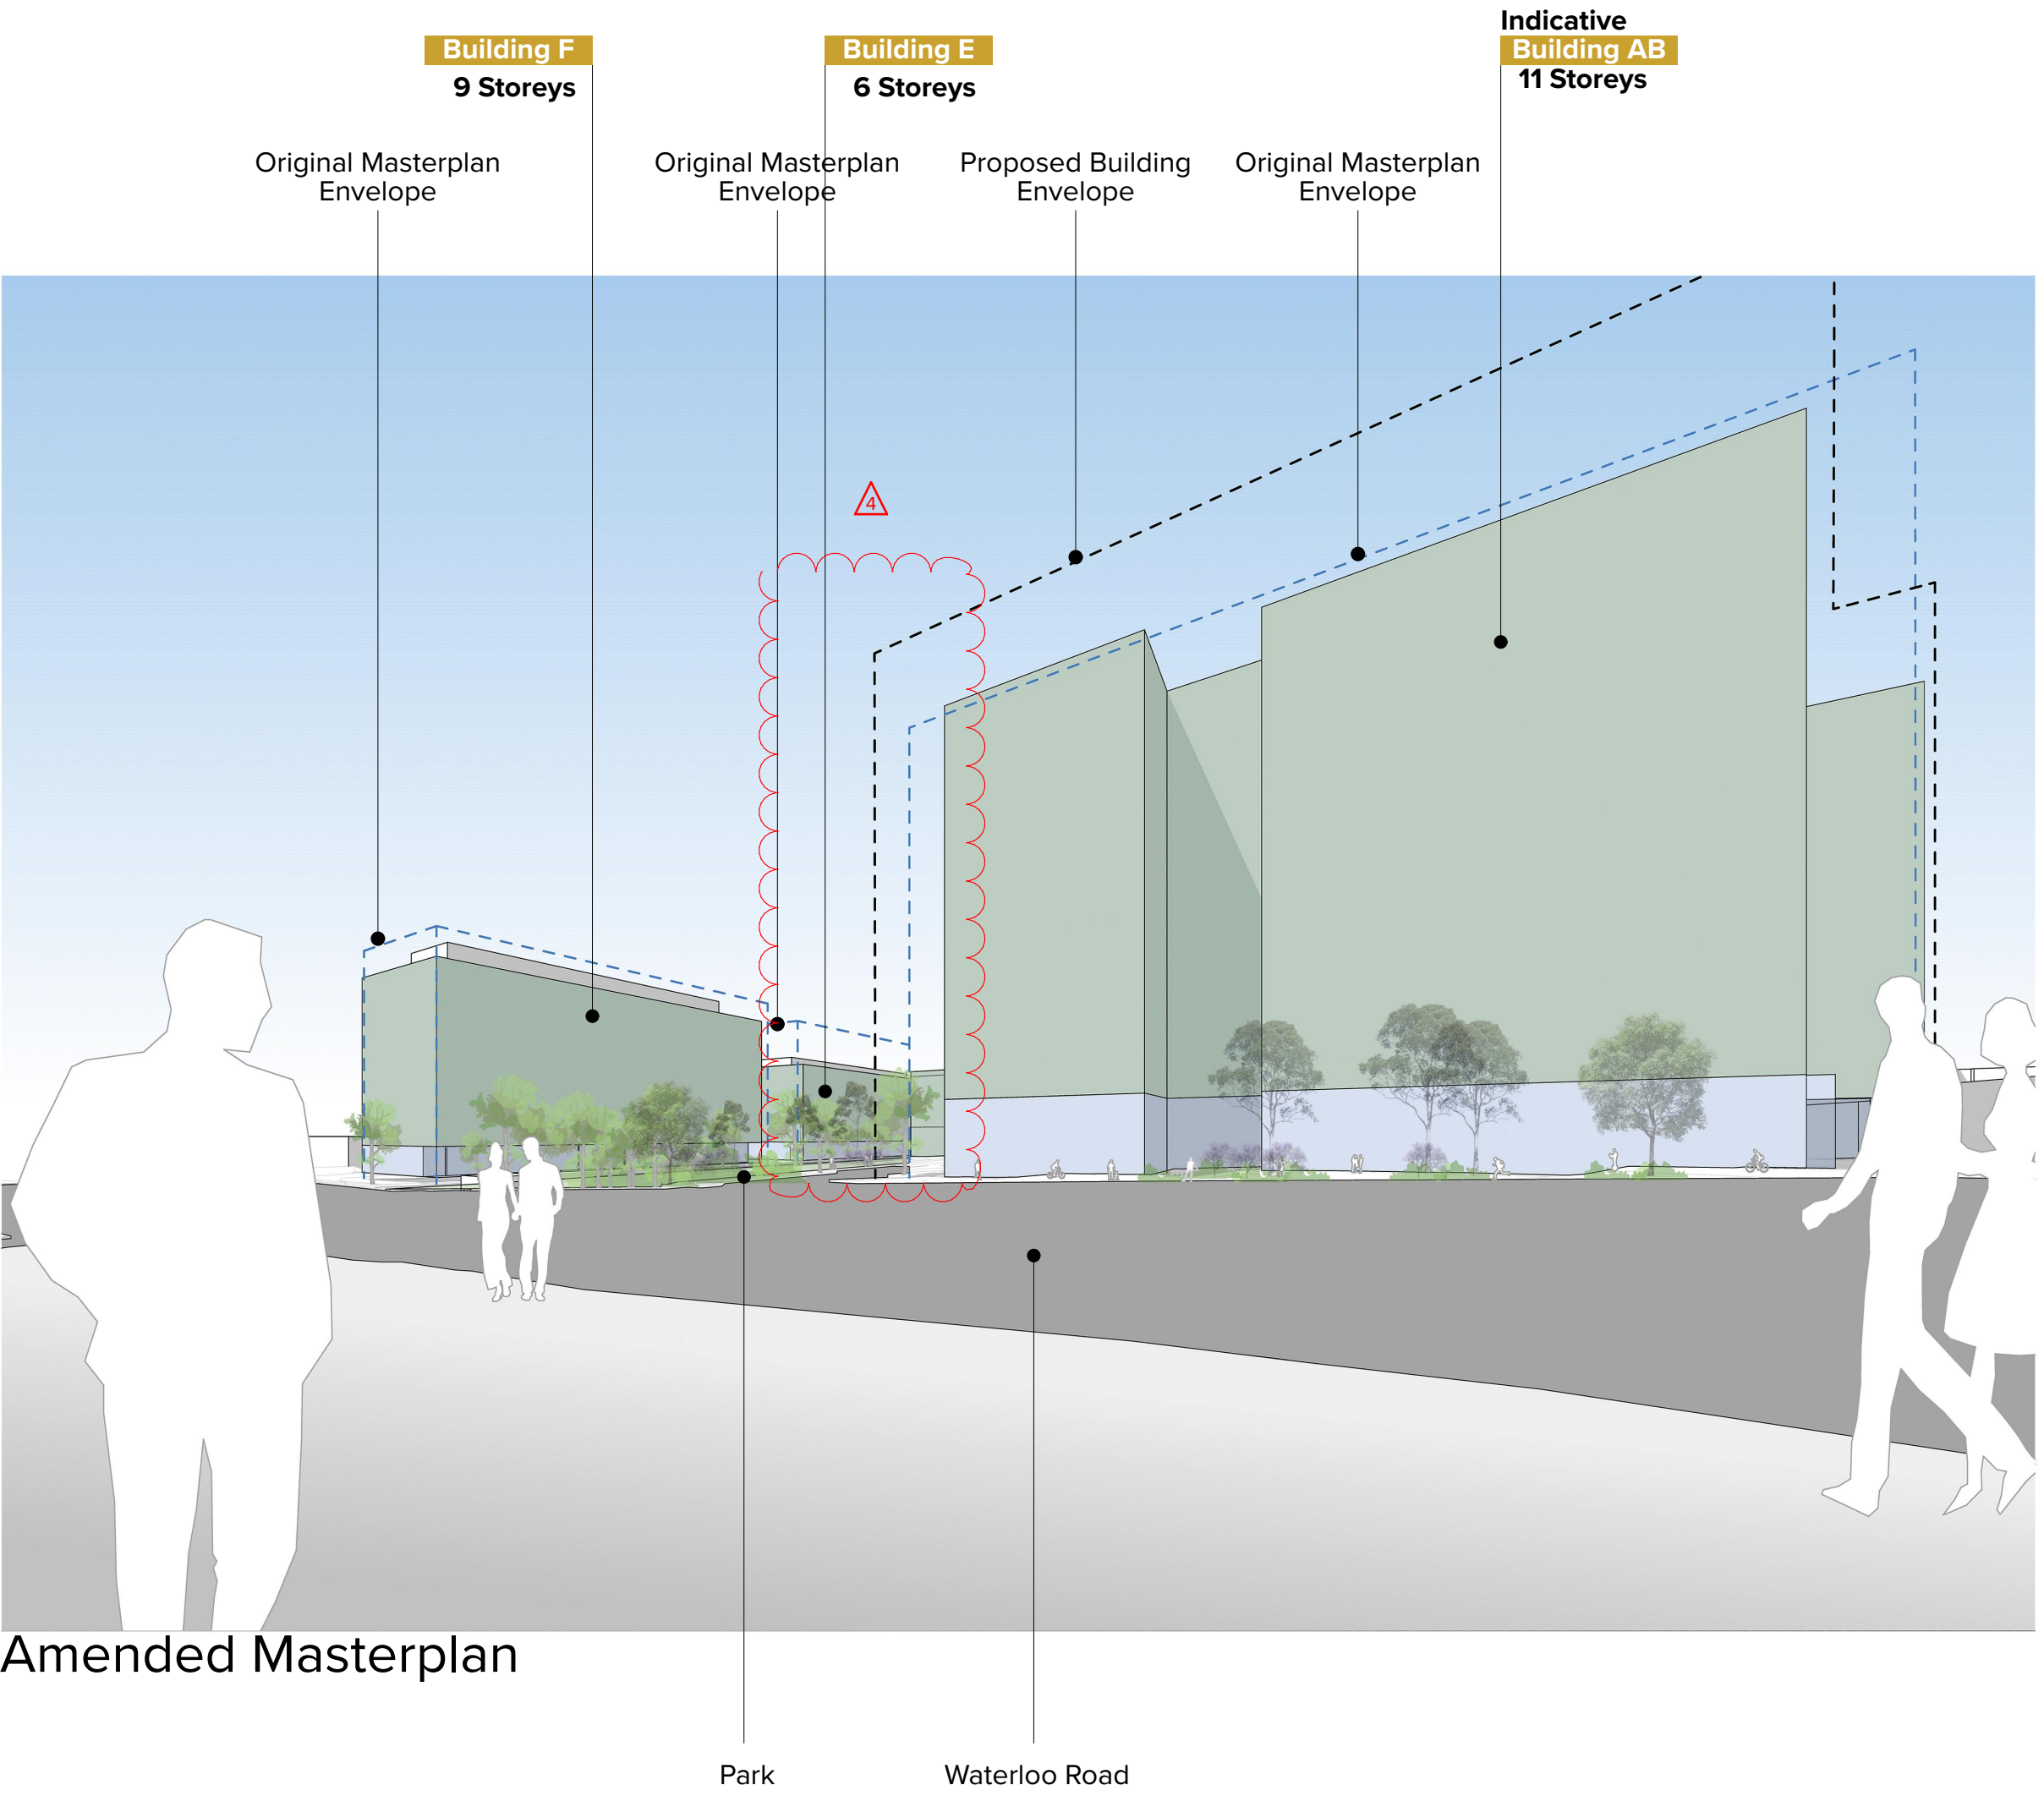 Indicative
Building F
Building E
Building AB
9 Storeys
6 Storeys
11 Storeys
Original Masterplan
Envelope
Original Masterplan
Envelope
Proposed Building
Envelope
Original Masterplan
Envelope
4
Amended Masterplan
Park
Waterloo Road